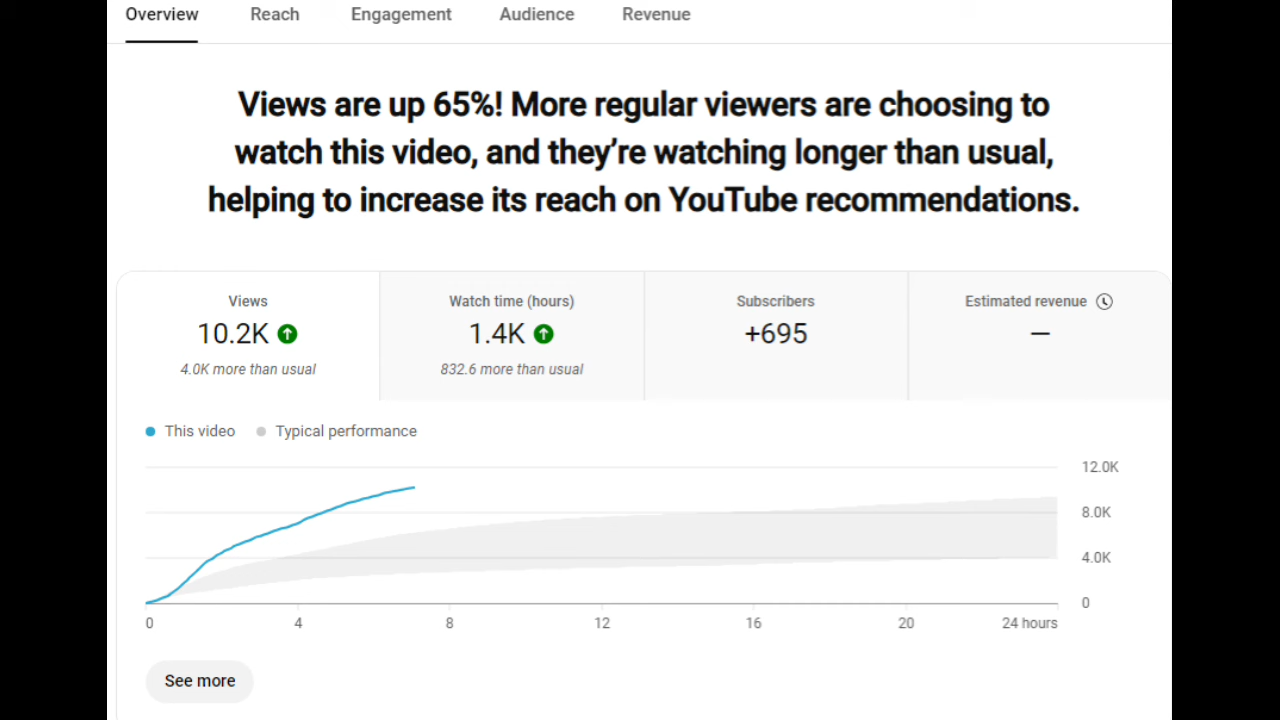 Overview Reach Engagement Audience Revenue
Views are up 65%! More regular viewers are choosing to
watch this video, and they’re watching longer than usual,
helping to increase its reach on YouTube recommendations.
Views Watch time (hours) Subscribers Estimated revenue
10.2K 1.4K +695 —
4.0K more than usual 832.6 more than usual
This video Typical performance
12.0K
8.0K
4.0K
0
0 4 8 12 16 20 24 hours
See more